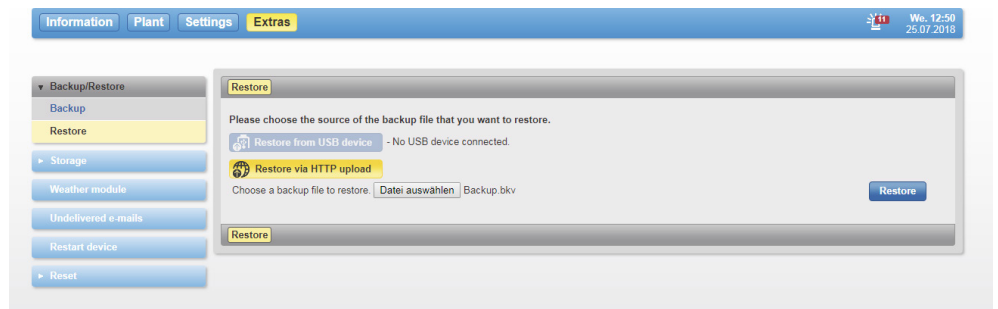 Information Plant Settings Extras 11 We. 12:50
25.07.2018
Backup/Restore
Backup
Restore
Storage
Weather module
Undelivered e-mails
Restart device
Reset
Restore
Please choose the source of the backup file that you want to restore.
Restore from USB device - No USB device connected.
Restore via HTTP upload
Choose a backup file to restore. Datei auswählen Backup.bkv Restore
Restore